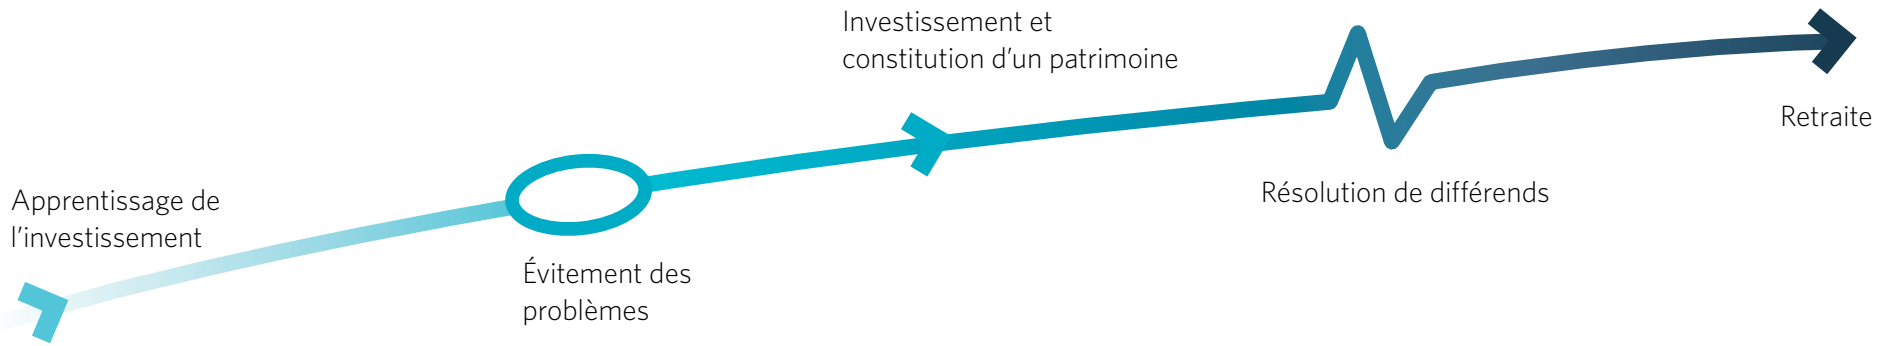 Apprentissage de
l’investissement
Évitement des
problèmes
Investissement et
constitution d’un patrimoine
Résolution de différends
Retraite